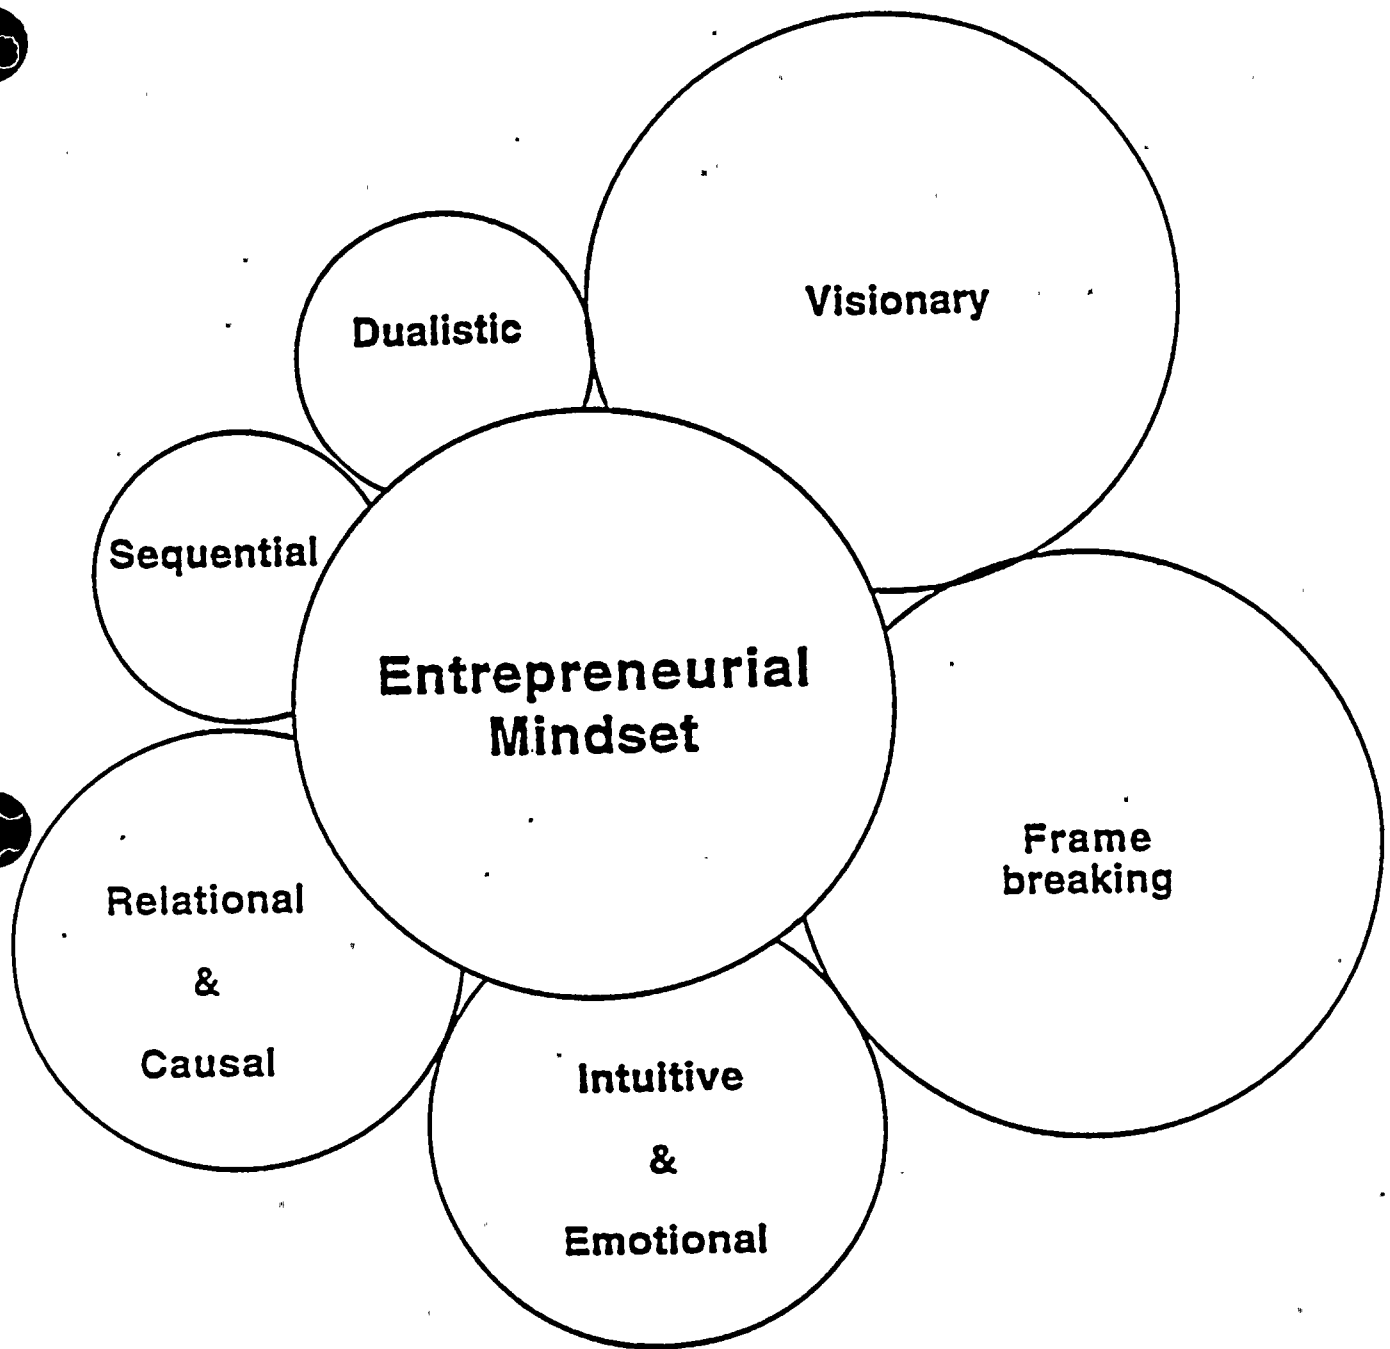 Visionary
Dualistic
Sequential
Entrepreneurial
Mindset
Frame
breaking
Relational
&
Causal
Intuitive
&
Emotional